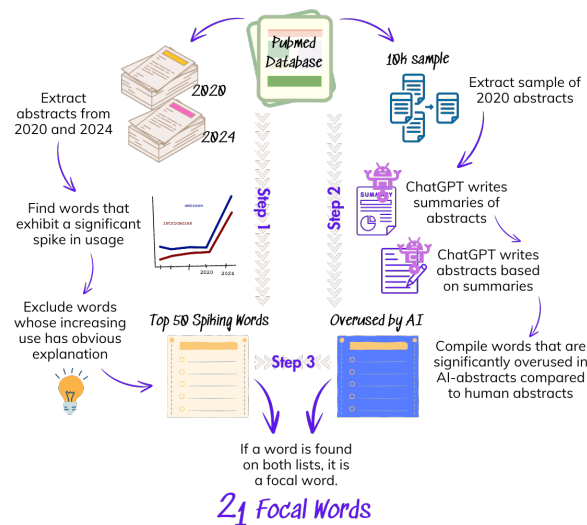 Pubmed
Database
2020
2024
10k sample
Extract
abstracts from
2020 and 2024
Extract sample of
2020 abstracts
Step 1
Step 2
Find words that
exhibit a significant
spike in usage
omicron
intricacies
2020
2024
SUMMARY
ChatGPT writes
summaries of
abstracts
ChatGPT writes
abstracts based
on summaries
Exclude words
whose increasing
use has obvious
explanation
Top 50 Spiking Words
Overused by AI
Step 3
Compile words that are
significantly overused in
AI-abstracts compared
to human abstracts
If a word is found
on both lists, it is
a focal word.
21 Focal Words